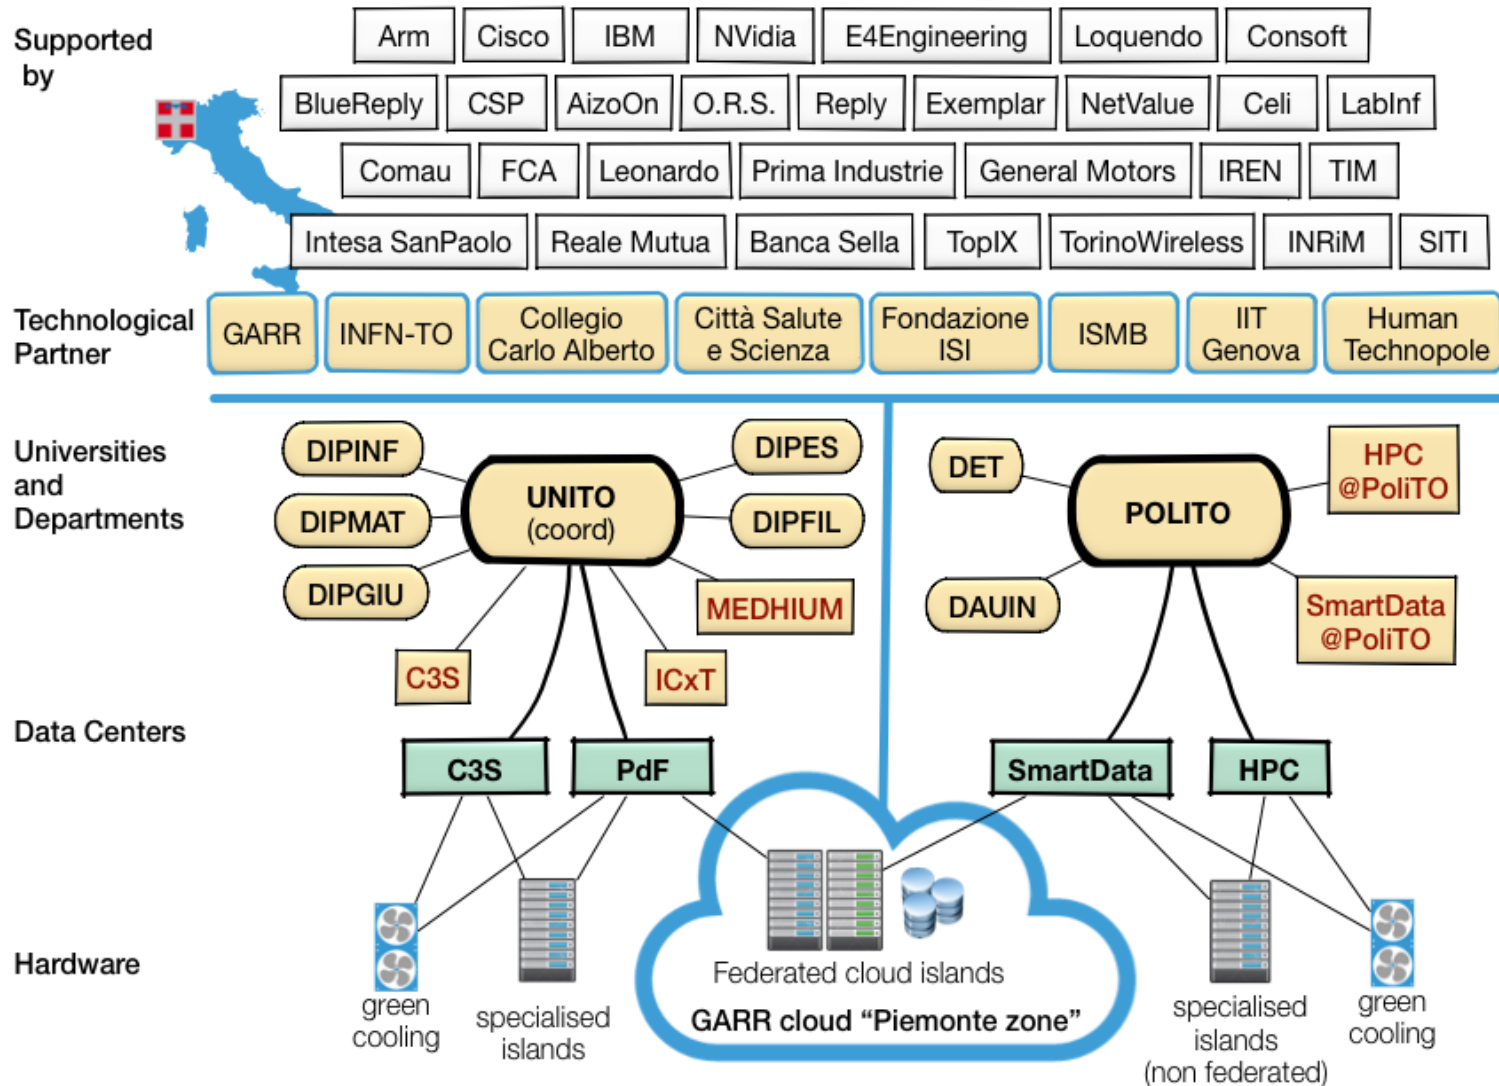 Supported
by
Arm
Cisco
IBM
NVidia
E4Engineering
Loquendo
Consoft
BlueReply
CSP
AizoOn
O.R.S.
Reply
Exemplar
NetValue
Celi
LabInf
Comau
FCA
Leonardo
Prima Industrie
General Motors
IREN
TIM
Intesa SanPaolo
Reale Mutua
Banca Sella
TopIX
TorinoWireless
INRiM
SITI
Technological
Partner
GARR
INFN-TO
Collegio
Carlo Alberto
Città Salute
e Scienza
Fondazione
ISI
ISMB
IIT
Genova
Human
Technopole
Universities
and
Departments
DIPINF
DIPMAT
DIPGIU
UNITO
(coord)
DIPES
DIPFIL
MEDHIUM
C3S
ICxT
DET
DAUIN
POLITO
HPC
@PoliTO
SmartData
@PoliTO
Data Centers
C3S
PdF
SmartData
HPC
Hardware
green
cooling
specialised
islands
Federated cloud islands
GARR cloud “Piemonte zone”
specialised
islands
(non federated)
green
cooling